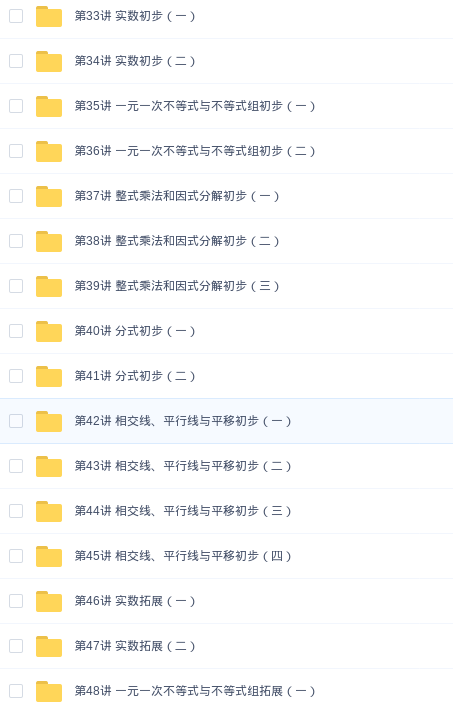 第33讲 实数初步（一）
第34讲 实数初步（二）
第35讲 一元一次不等式与不等式组初步（一）
第36讲 一元一次不等式与不等式组初步（二）
第37讲 整式乘法和因式分解初步（一）
第38讲 整式乘法和因式分解初步（二）
第39讲 整式乘法和因式分解初步（三）
第40讲 分式初步（一）
第41讲 分式初步（二）
第42讲 相交线、平行线与平移初步（一）
第43讲 相交线、平行线与平移初步（二）
第44讲 相交线、平行线与平移初步（三）
第45讲 相交线、平行线与平移初步（四）
第46讲 实数拓展（一）
第47讲 实数拓展（二）
第48讲 一元一次不等式与不等式组拓展（一）